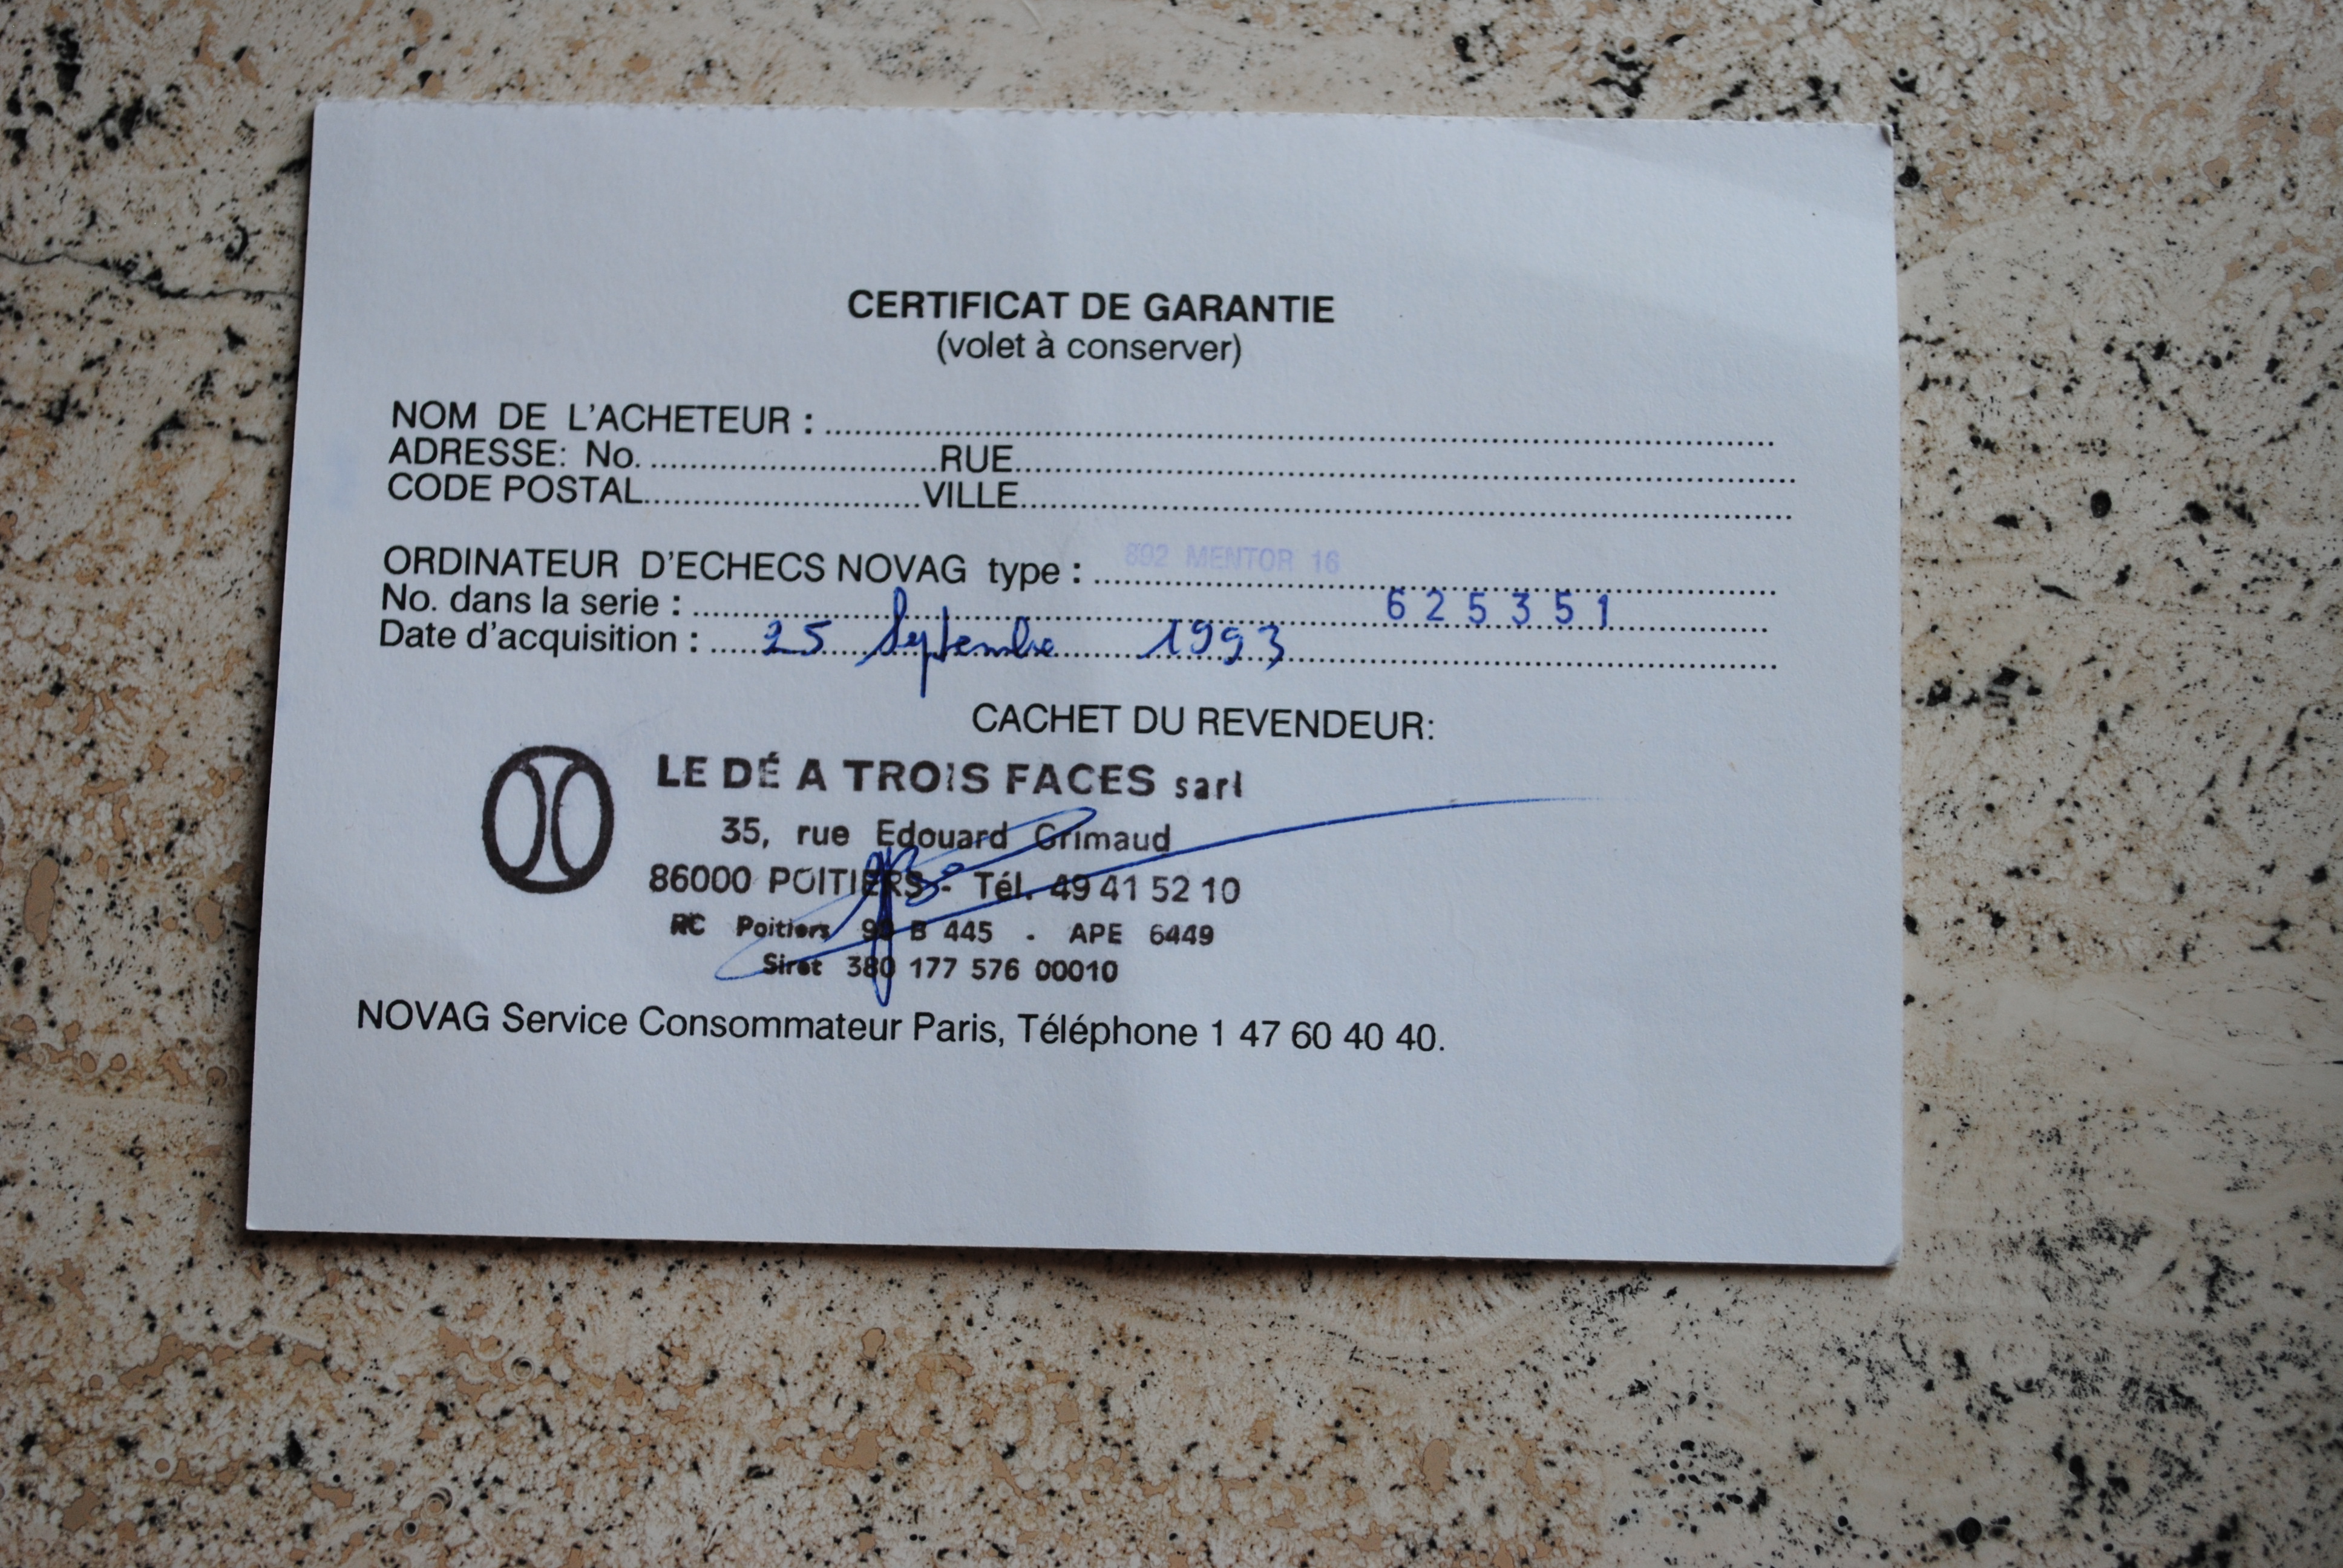 CERTIFICAT DE GARANTIE
(volet à conserver)
NOM DE L'ACHETEUR :
ADRESSE: No. RUE
CODE POSTAL VILLE
ORDINATEUR D'ECHECS NOVAG type : 892 MENTOR 16
No. dans la serie : 625351
Date d'acquisition : 25 Septembre 1993
CACHET DU REVENDEUR:
LE DÉ A TROIS FACES sarl
35, rue Edouard Grimaud
86000 POITIERS - Tél. 49 41 52 10
RC Poitiers B 445 . APE 6449
Siret 380 177 576 00010
NOVAG Service Consommateur Paris, Téléphone 1 47 60 40 40.